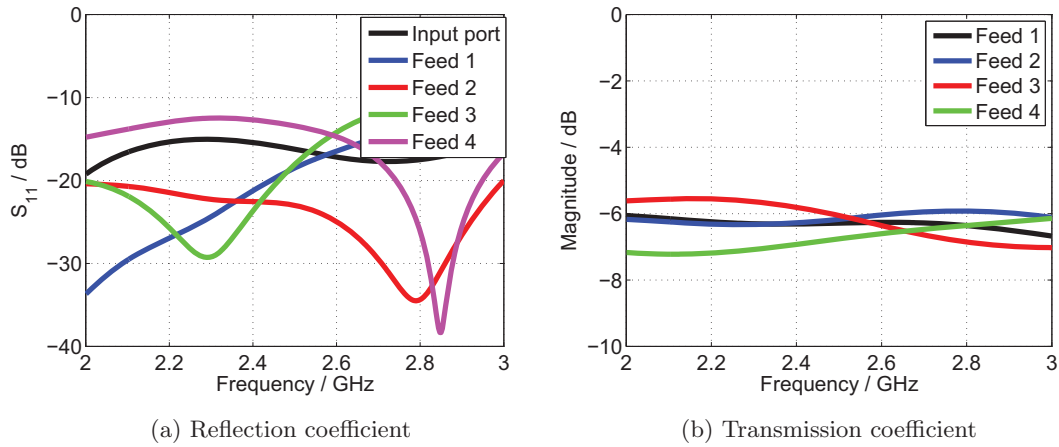 0
−10
−20
−30
−40
S11 / dB
2
2.2
2.4
2.6
2.8
3
Frequency / GHz
Input port
Feed 1
Feed 2
Feed 3
Feed 4
(a) Reflection coefficient
0
−2
−4
−6
−8
−10
Magnitude / dB
2
2.2
2.4
2.6
2.8
3
Frequency / GHz
Feed 1
Feed 2
Feed 3
Feed 4
(b) Transmission coefficient